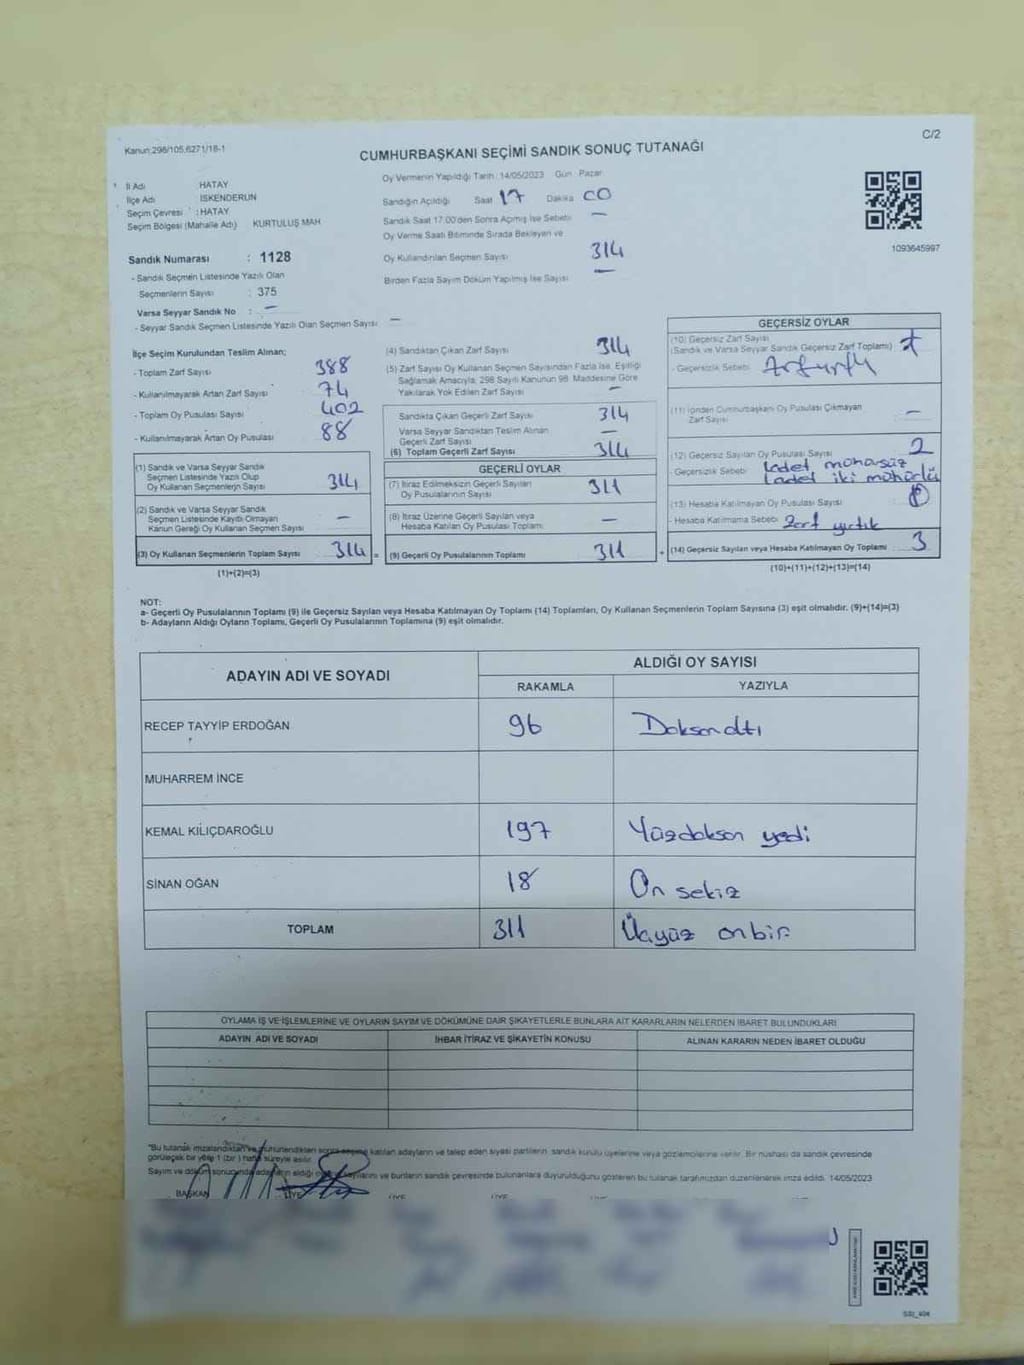 C/2
Kanun:298/105,6271/18-1
CUMHURBAŞKANI SEÇİMİ SANDIK SONUÇ TUTANAĞI
İl Adı HATAY
İlçe Adı İSKENDERUN
Seçim Çevresi : HATAY
Seçim Bölgesi (Mahalle Adı) KURTULUŞ MAH
Sandık Numarası : 1128
- Sandık Seçmen Listesinde Yazılı Olan
Seçmenlerin Sayısı : 375
Varsa Seyyar Sandık No : -
- Seyyar Sandık Seçmen Listesinde Yazılı Olan Seçmen Sayısı -
Oy Vermenin Yapıldığı Tarih : 14/05/2023 Gün : Pazar
Sandığın Açıldığı Saat 17 Dakika 00
Sandık Saat 17:00'den Sonra Açımış İse Sebebi -
Oy Verme Saati Bitiminde Sırada Bekleyen ve
Oy Kullandırılan Seçmen Sayısı 314
Birden Fazla Sayım Döküm Yapılmış İse Sayısı -
1093645997
İlçe Seçim Kurulundan Teslim Alınan;
- Toplam Zarf Sayısı 388
- Kullanılmayarak Artan Zarf Sayısı 74
- Toplam Oy Pusulası Sayısı 402
- Kullanılmayarak Artan Oy Pusulası 88
(1) Sandık ve Varsa Seyyar Sandık
Seçmen Listesinde Yazılı Olup
Oy Kullanan Seçmenlerin Sayısı 314
(2) Sandık ve Varsa Seyyar Sandık
Seçmen Listesinde Kayıtlı Olmayan
Kanun Gereği Oy Kullanan Seçmen Sayısı -
(3) Oy Kullanan Seçmenlerin Toplam Sayısı 314 =
(1)+(2)=(3)
(4) Sandıktan Çıkan Zarf Sayısı 314
(5) Zarf Sayısı Oy Kullanan Seçmen Sayısından Fazla İse, Eşitliği
Sağlamak Amacıyla, 298 Sayılı Kanunun 98. Maddesine Göre
Yakılarak Yok Edilen Zarf Sayısı -
Sandıkta Çıkan Geçerli Zarf Sayısı 314
Varsa Seyyar Sandıktan Teslim Alınan
Geçerli Zarf Sayısı -
(6) Toplam Geçerli Zarf Sayısı 314
GEÇERLİ OYLAR
(7) İtiraz Edilmeksizin Geçerli Sayılan
Oy Pusulalarının Sayısı 311
(8) İtiraz Üzerine Geçerli Sayılan veya
Hesaba Katılan Oy Pusulası Toplamı -
(9) Geçerli Oy Pusulalarının Toplamı 311 +
GEÇERSİZ OYLAR
(10) Geçersiz Zarf Sayısı
(Sandık ve Varsa Seyyar Sandık Geçersiz Zarf Toplamı)
- Geçersizlik Sebebi
(11) İçinden Cumhurbaşkanı Oy Pusulası Çıkmayan
Zarf Sayısı -
(12) Geçersiz Sayılan Oy Pusulası Sayısı 2
- Geçersizlik Sebebi 1 adet mühürsüz
1 adet iki mühürlü
(13) Hesaba Katılmayan Oy Pusulası Sayısı
- Hesaba Katılmama Sebebi Zarf yırtık
(14) Geçersiz Sayılan veya Hesaba Katılmayan Oy Toplamı 3
(10)+(11)+(12)+(13)=(14)
NOT:
a- Geçerli Oy Pusulalarının Toplamı (9) ile Geçersiz Sayılan veya Hesaba Katılmayan Oy Toplamı (14) Toplamları, Oy Kullanan Seçmenlerin Toplam Sayısına (3) eşit olmalıdır. (9)+(14)=(3)
b- Adayların Aldığı Oyların Toplamı, Geçerli Oy Pusulalarının Toplamına (9) eşit olmalıdır.
ADAYIN ADI VE SOYADI ALDIĞI OY SAYISI
RAKAMLA YAZIYLA
RECEP TAYYİP ERDOĞAN 96 Doksanaltı
MUHARREM İNCE
KEMAL KILIÇDAROĞLU 197 Yüzdoksan yedi
SİNAN OĞAN 18 On sekiz
TOPLAM 311 Üçyüz onbir
OYLAMA İŞ VE İŞLEMLERİNE VE OYLARIN SAYIM VE DÖKÜMÜNE DAİR ŞİKAYETLERLE BUNLARA AİT KARARLARIN NELERDEN İBARET BULUNDUKLARI
ADAYIN ADI VE SOYADI İHBAR İTİRAZ VE ŞİKAYETİN KONUSU ALINAN KARARIN NEDEN İBARET OLDUĞU
"Bu tutanak imzalandıktan ve mühürlendikten sonra seçime katılan adayların ve talep eden siyasi partilerin, sandık kurulu üyelerine veya gözlemcilerine verilir. Bir nüshası da sandık çevresinde
görülecek bir yere 1 (bir ) hafta süreyle asılır.
Sayım ve döküm sonucunda adayların aldığı oy sayılarını ve bunların sandık çevresinde bulunanlara duyurulduğunu gösteren bu tutanak tarafımızdan düzenlenerek imza edildi. 14/05/2023
BAŞKAN ÜYE ÜYE ÜYE ÜYE ÜYE